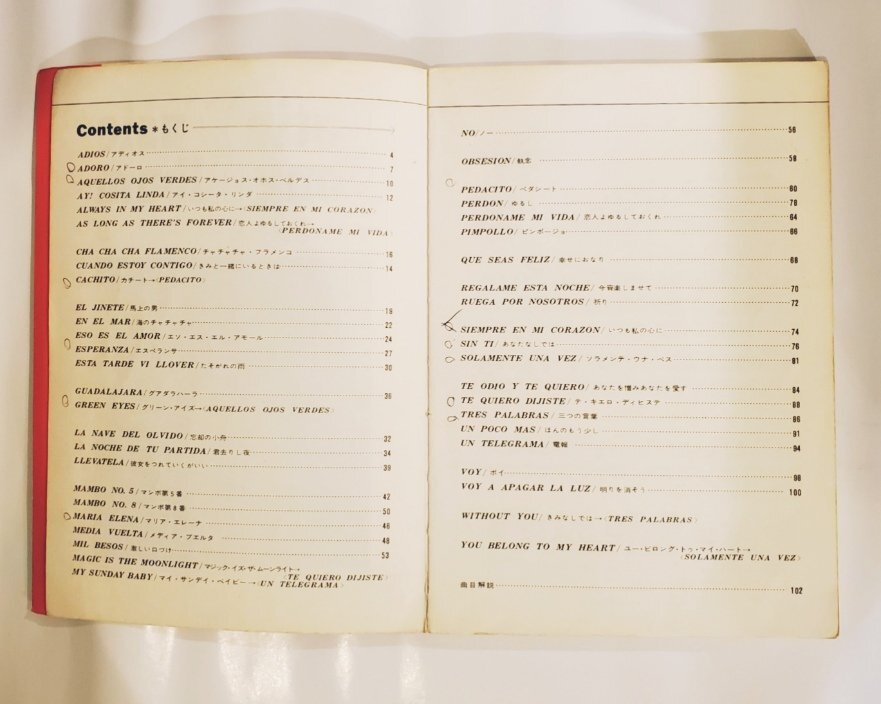 Contents＊もくじ
ADIOS/アディオス 4
ADORO/アドーロ 7
AQUELLOS OJOS VERDES/アケージョス・オホス・ベルデス 10
AY! COSITA LINDA/アイ・コシータ・リンダ 12
ALWAYS IN MY HEART/いつも私の心に→〈SIEMPRE EN MI CORAZON〉
AS LONG AS THERE'S FOREVER/恋人よゆるしておくれ→
〈PERDONAME MI VIDA〉
CHA CHA CHA FLAMENCO/チャチャチャ・フラメンコ 16
CUANDO ESTOY CONTIGO/きみと一緒にいるときは 14
CACHITO/カチート→〈PEDACITO〉
EL JINETE/馬上の男 19
EN EL MAR/海のチャチャチャ 22
ESO ES EL AMOR/エソ・エス・エル・アモール 24
ESPERANZA/エスペランサ 27
ESTA TARDE VI LLOVER/たそがれの雨 30
GUADALAJARA/グアダラハーラ 36
GREEN EYES/グリーン・アイズ→〈AQUELLOS OJOS VERDES〉
LA NAVE DEL OLVIDO/忘却の小舟 32
LA NOCHE DE TU PARTIDA/君去りし夜 34
LLEVATELA/彼女をつれていくがいい 39
MAMBO NO. 5/マンボ第5番 42
MAMBO NO. 8/マンボ第8番 50
MARIA ELENA/マリア・エレーナ 46
MEDIA VUELTA/メディア・ブエルタ 48
MIL BESOS/激しい口づけ 53
MAGIC IS THE MOONLIGHT/マジック・イズ・ザ・ムーンライト→
〈TE QUIERO DIJISTE〉
MY SUNDAY BABY/マイ・サンデイ・ベイビー→〈UN TELEGRAMA〉
NO/ノー 56
OBSESION/執念 58
PEDACITO/ペダシート 60
PERDON/ゆるし 78
PERDONAME MI VIDA/恋人よゆるしておくれ 64
PIMPOLLO/ピンポージョ 66
QUE SEAS FELIZ/幸せにおなり 68
REGALAME ESTA NOCHE/今宵楽しませて 70
RUEGA POR NOSOTROS/祈り 72
SIEMPRE EN MI CORAZON/いつも私の心に 74
SIN TI/あなたなしでは 76
SOLAMENTE UNA VEZ/ソラメンテ・ウナ・ベス 81
TE ODIO Y TE QUIERO/あなたを憎みあなたを愛す 84
TE QUIERO DIJISTE/テ・キエロ・ディヒステ 88
TRES PALABRAS/三つの言葉 86
UN POCO MAS/ほんのもう少し 91
UN TELEGRAMA/電報 94
VOY/ボイ 98
VOY A APAGAR LA LUZ/明りを消そう 100
WITHOUT YOU/きみなしでは→〈TRES PALABRAS〉
YOU BELONG TO MY HEART/ユー・ビロング・トゥ・マイ・ハート→
〈SOLAMENTE UNA VEZ〉
曲目解説 102